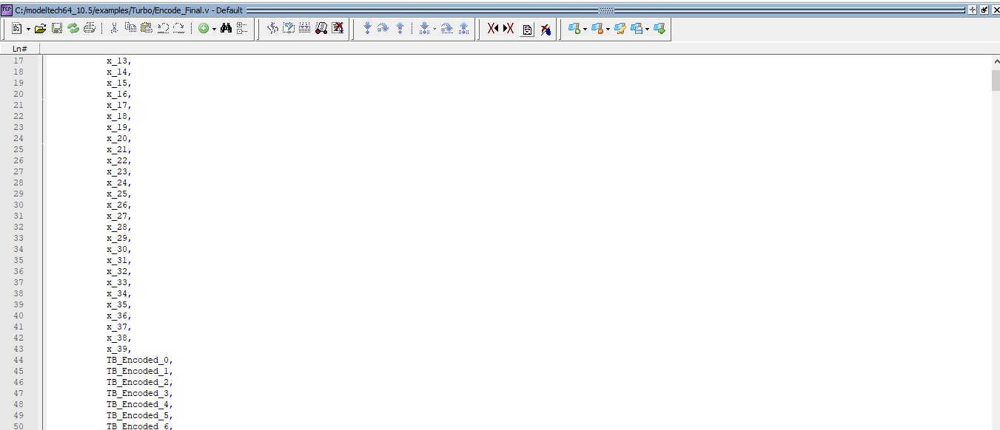 TSP C:/modeltech64_10.5/examples/Turbo/Encode_Final.v - Default
Ln#
17 x_13,
18 x_14,
19 x_15,
20 x_16,
21 x_17,
22 x_18,
23 x_19,
24 x_20,
25 x_21,
26 x_22,
27 x_23,
28 x_24,
29 x_25,
30 x_26,
31 x_27,
32 x_28,
33 x_29,
34 x_30,
35 x_31,
36 x_32,
37 x_33,
38 x_34,
39 x_35,
40 x_36,
41 x_37,
42 x_38,
43 x_39,
44 TB_Encoded_0,
45 TB_Encoded_1,
46 TB_Encoded_2,
47 TB_Encoded_3,
48 TB_Encoded_4,
49 TB_Encoded_5,
50 TB_Encoded_6,